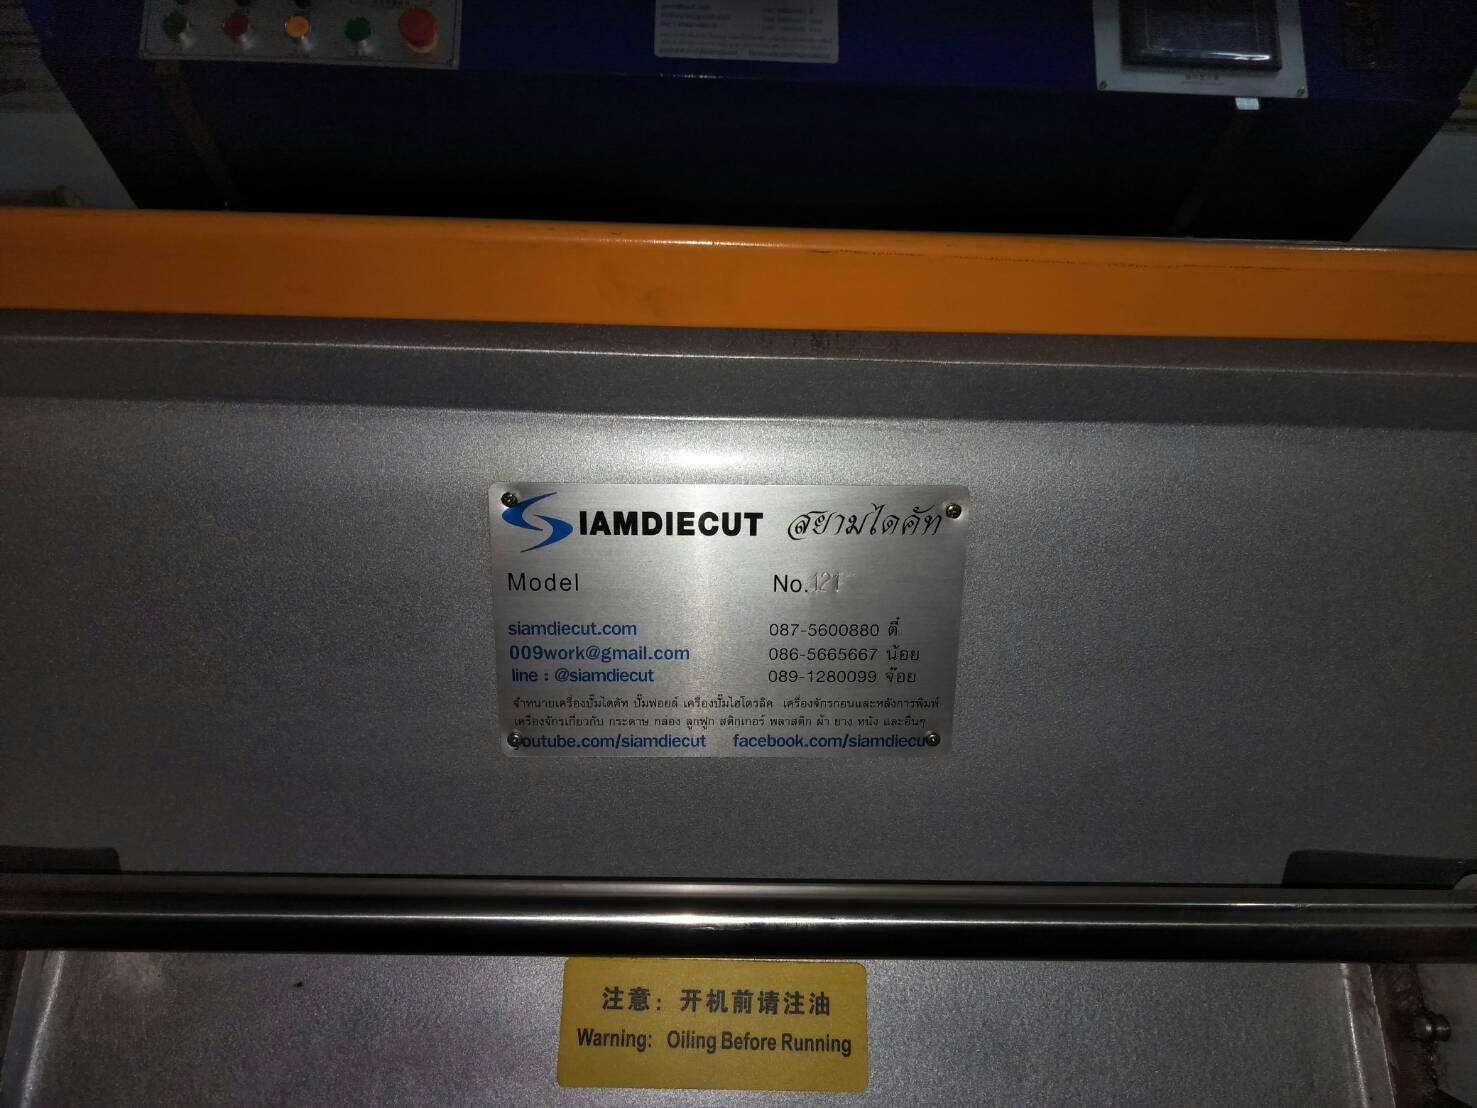 SIAMDIECUT สยามไดคัท
Model No.
siamdiecut.com 087-5600880 ตี๋
009work@gmail.com 086-5665667 น้อย
line : @siamdiecut 089-1280099 จ๊อย
จำหน่ายเครื่องปั๊มไดคัท ปั๊มฟอยล์ เครื่องปั๊มไฮโดรลิค เครื่องจักรก่อนและหลังการพิมพ์
เครื่องจักรเกี่ยวกับ กระดาษ กล่อง ลูกฟูก สติกเกอร์ พลาสติก ผ้า ยาง หนัง และอื่นๆ
youtube.com/siamdiecut facebook.com/siamdiecut
注意：开机前请注油
Warning: Oiling Before Running